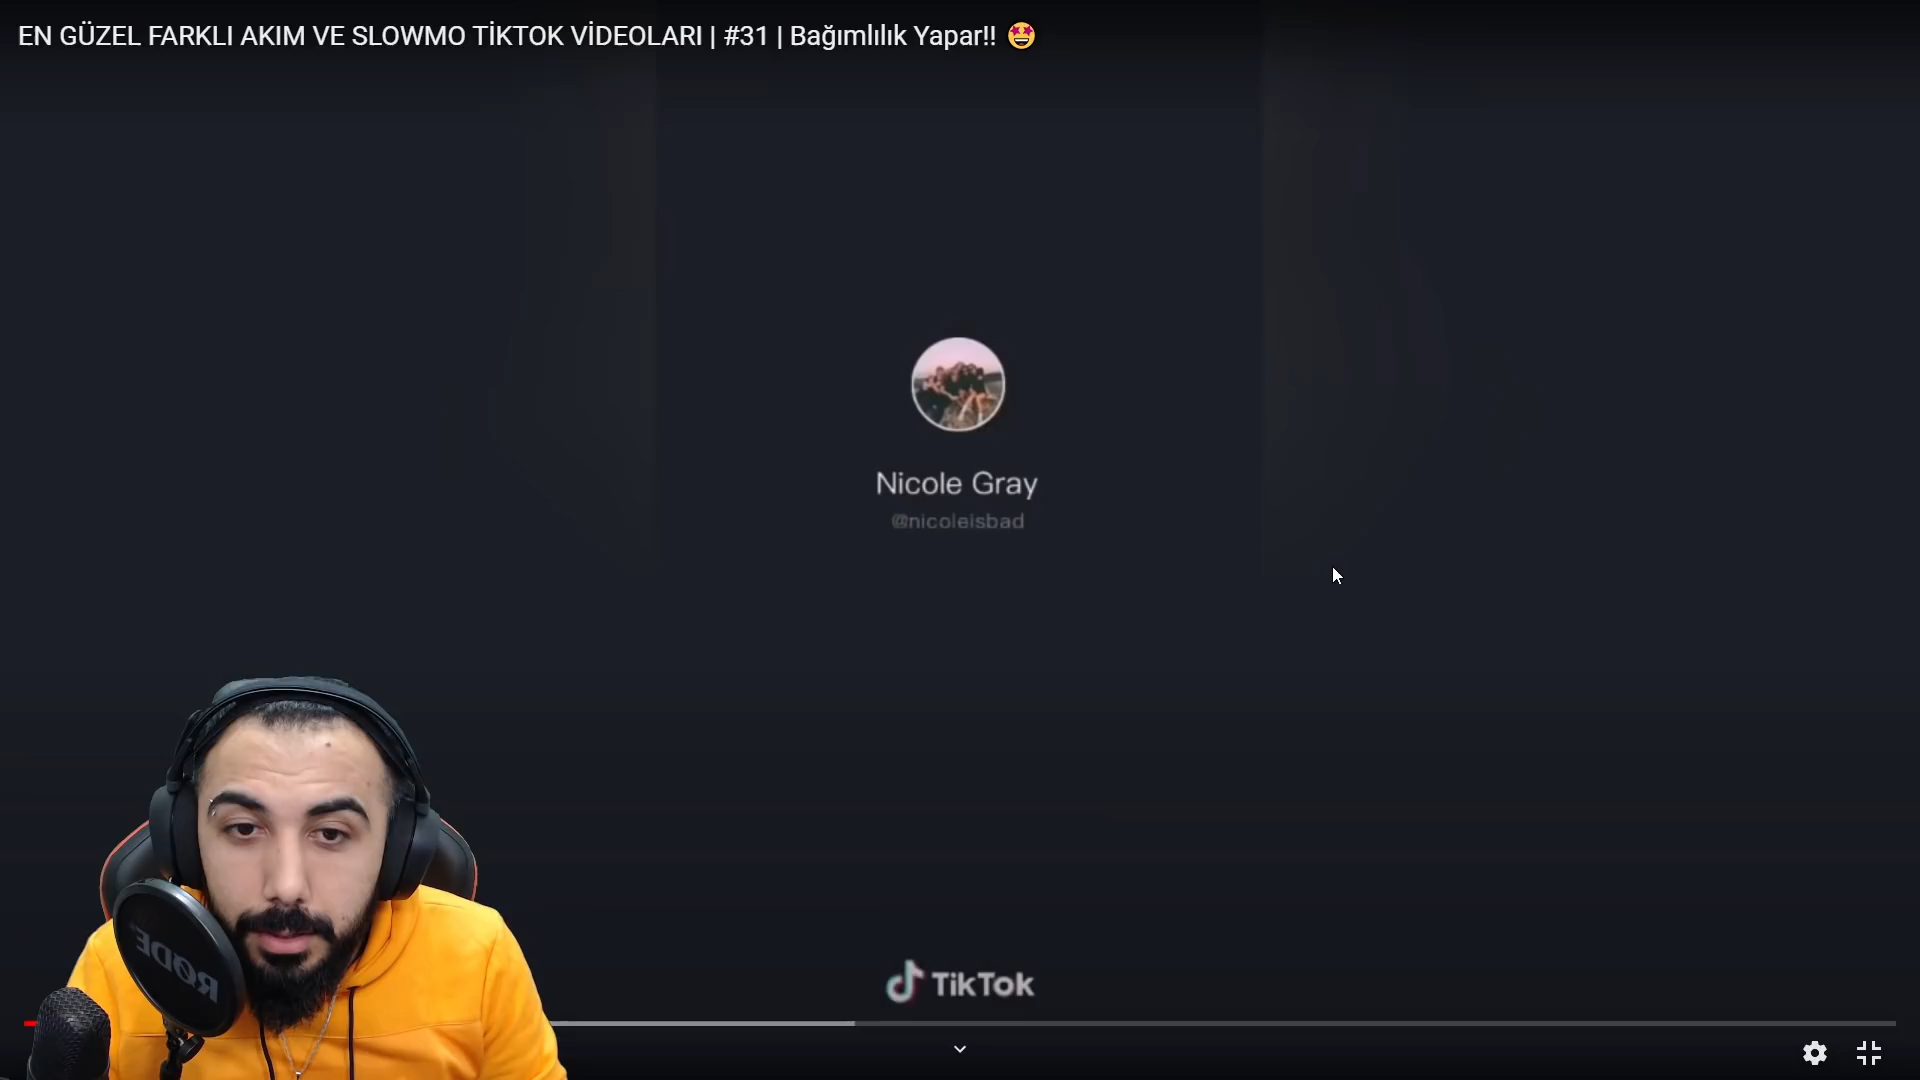 EN GÜZEL FARKLI AKIM VE SLOWMO TİKTOK VİDEOLARI | #31 | Bağımlılık Yapar!! 🤩
Nicole Gray
@nicoleisbad
RØDE
TikTok